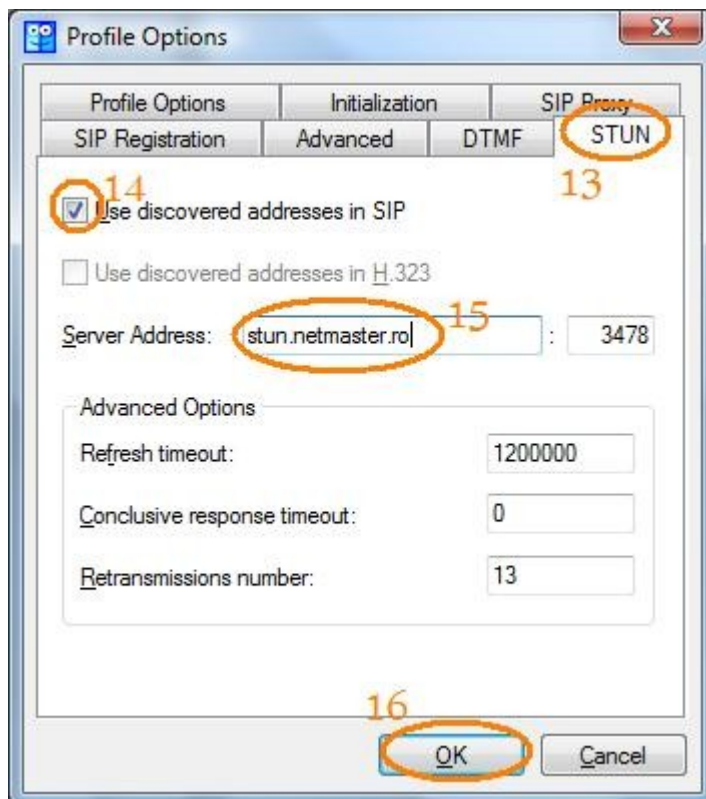 Profile Options
Profile Options Initialization SIP Proxy
SIP Registration Advanced DTMF STUN
13
14
Use discovered addresses in SIP
Use discovered addresses in H.323
Server Address: stun.netmaster.ro : 3478
15
Advanced Options
Refresh timeout: 1200000
Conclusive response timeout: 0
Retransmissions number: 13
16
OK Cancel